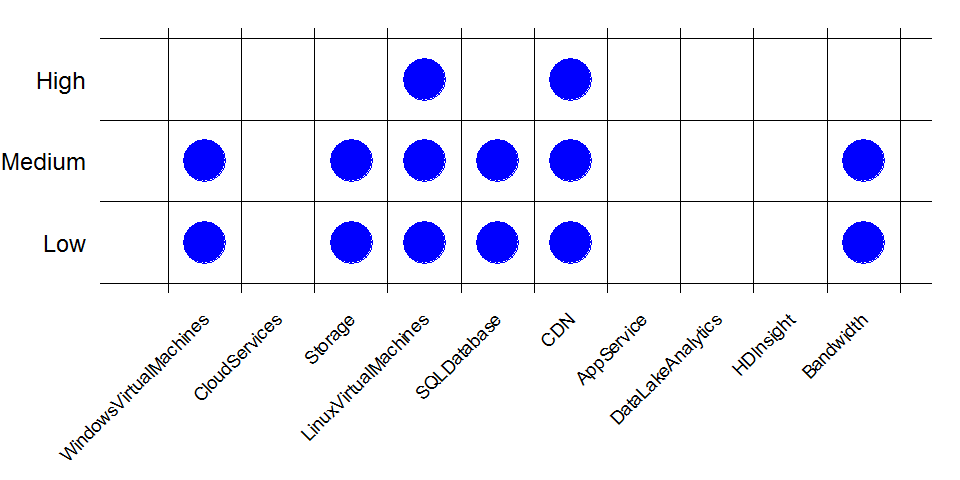 High
Medium
Low
WindowsVirtualMachines
CloudServices
Storage
LinuxVirtualMachines
SQLDatabase
CDN
AppService
DataLakeAnalytics
HDInsight
Bandwidth